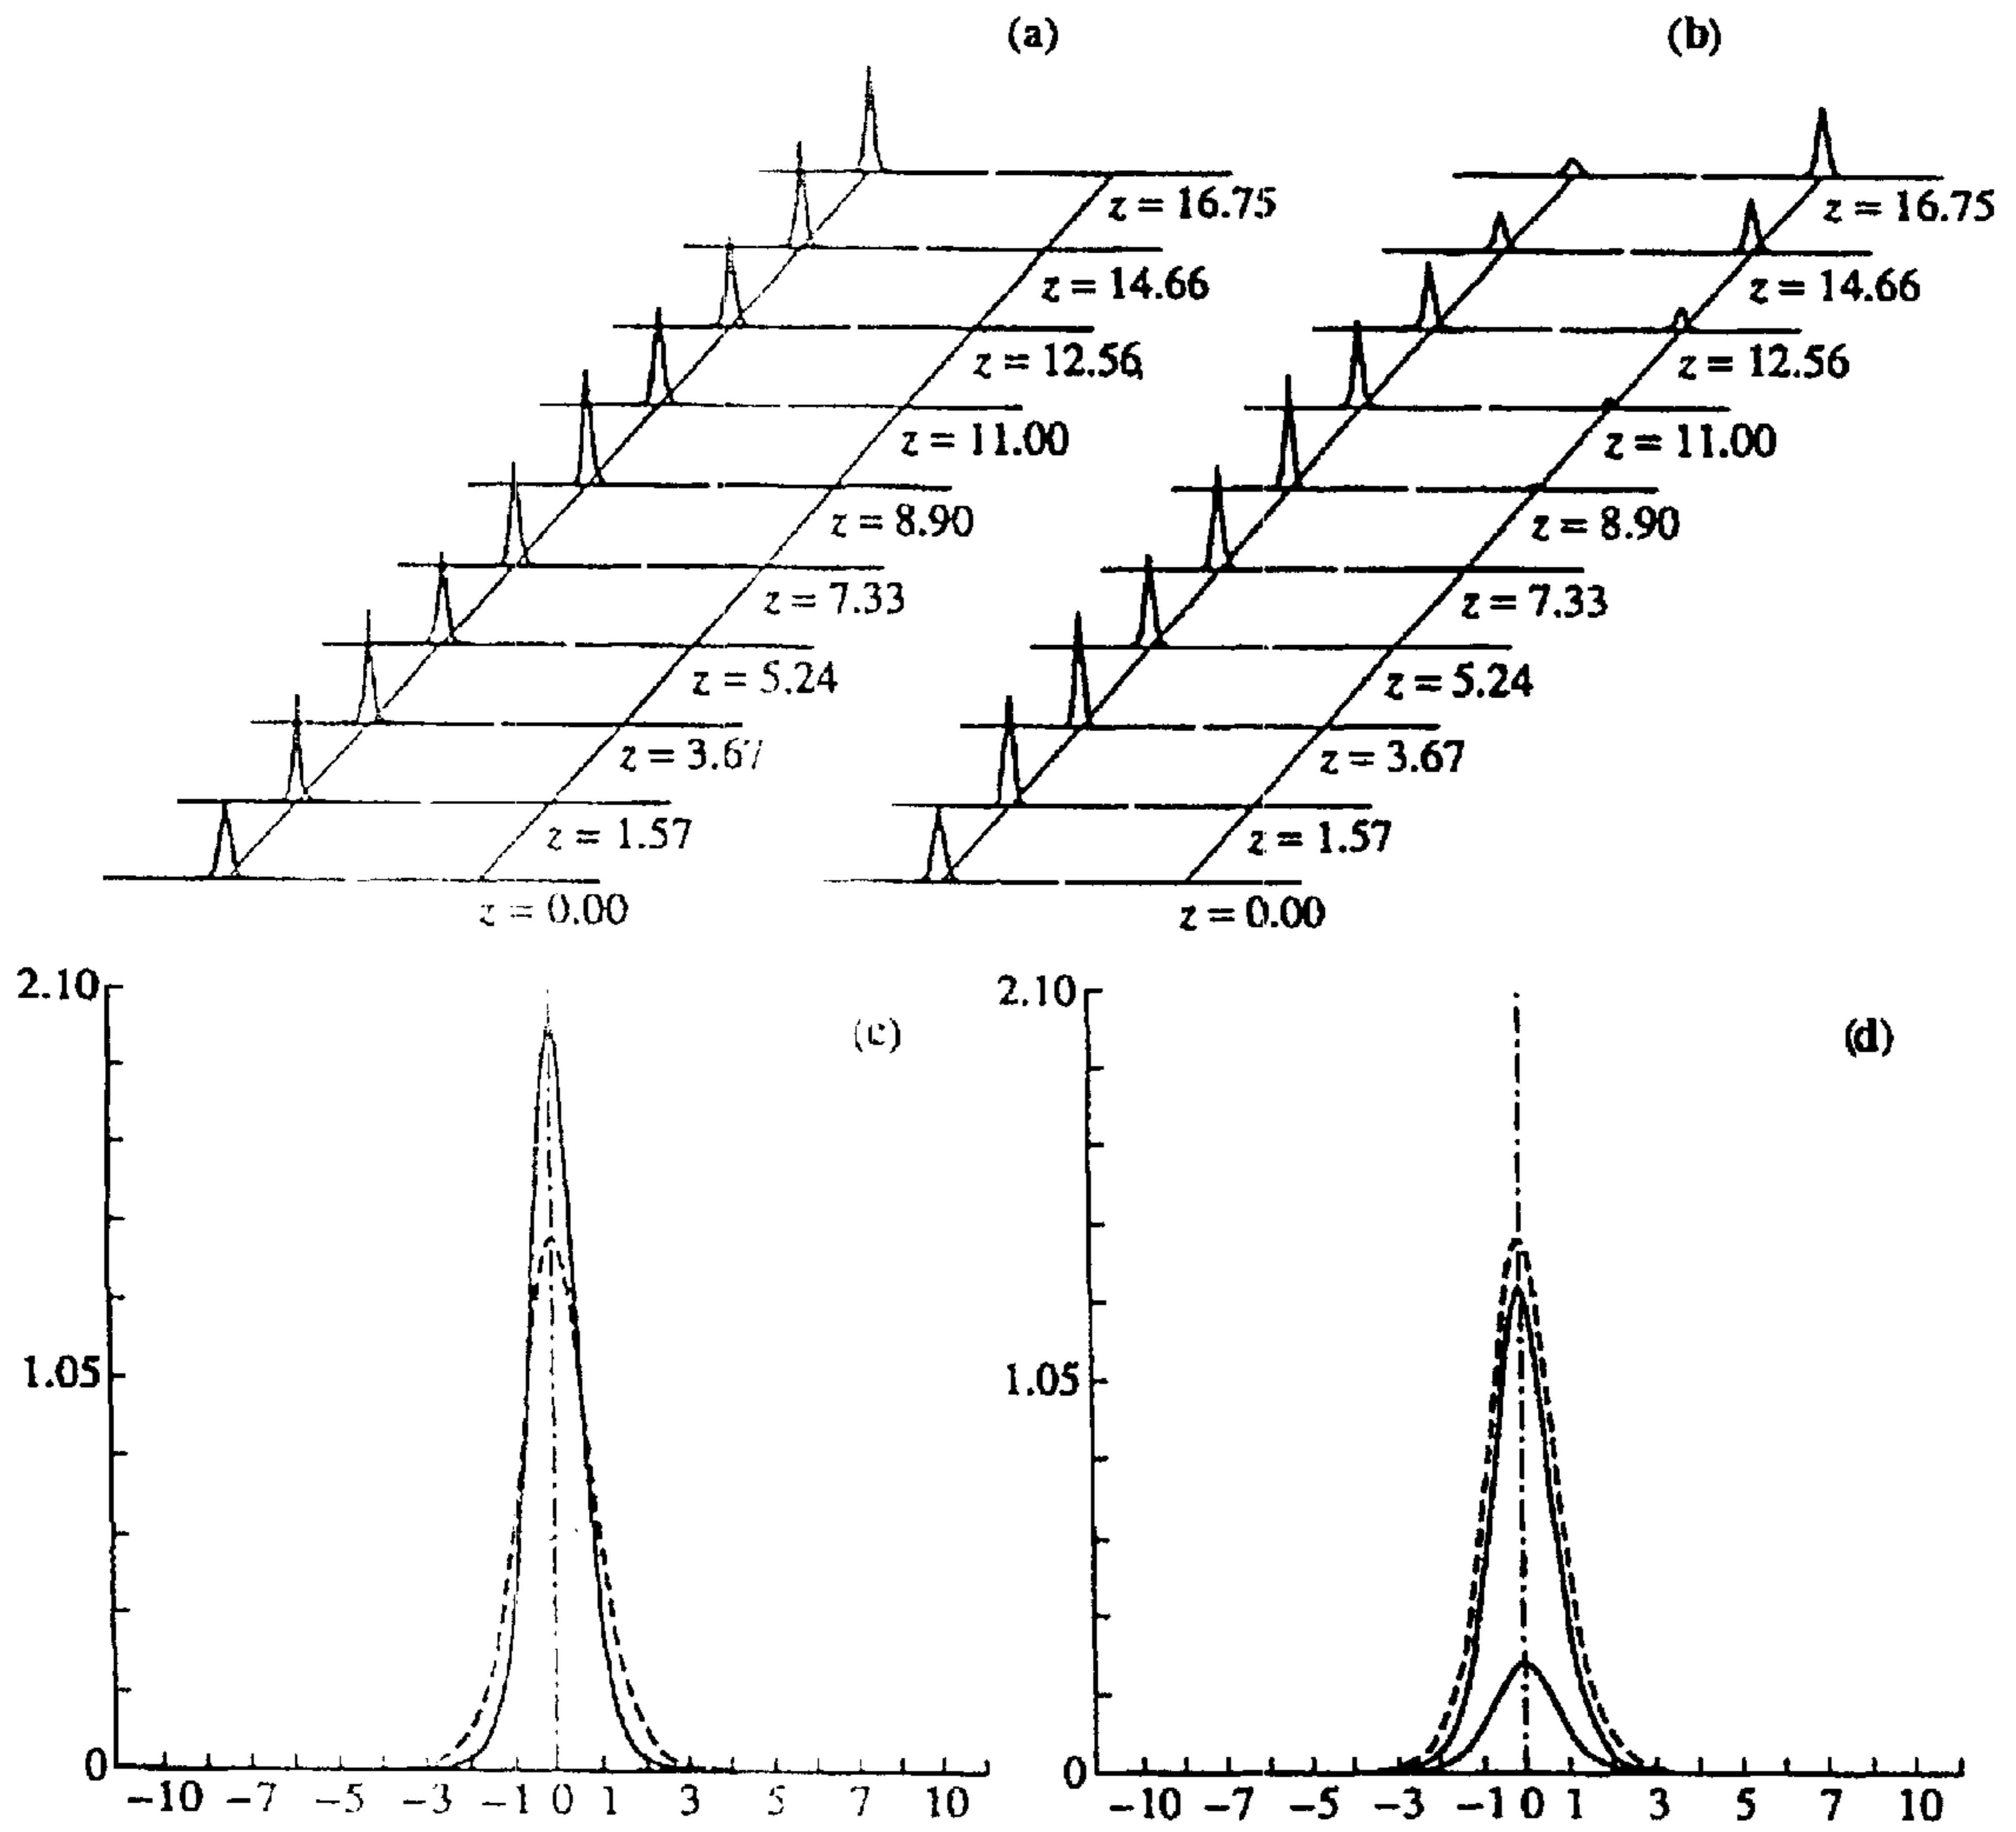 (a) (b)
z = 16.75 z = 16.75
z = 14.66 z = 14.66
z = 12.56 z = 12.56
z = 11.00 z = 11.00
z = 8.90 z = 8.90
z = 7.33 z = 7.33
z = 5.24 z = 5.24
z = 3.67 z = 3.67
z = 1.57 z = 1.57
z = 0.00 z = 0.00
2.10 2.10
(c) (d)
1.05 1.05
0 0
−10 −7 −5 −3 −1 0 1 3 5 7 10 −10 −7 −5 −3 −1 0 1 3 5 7 10